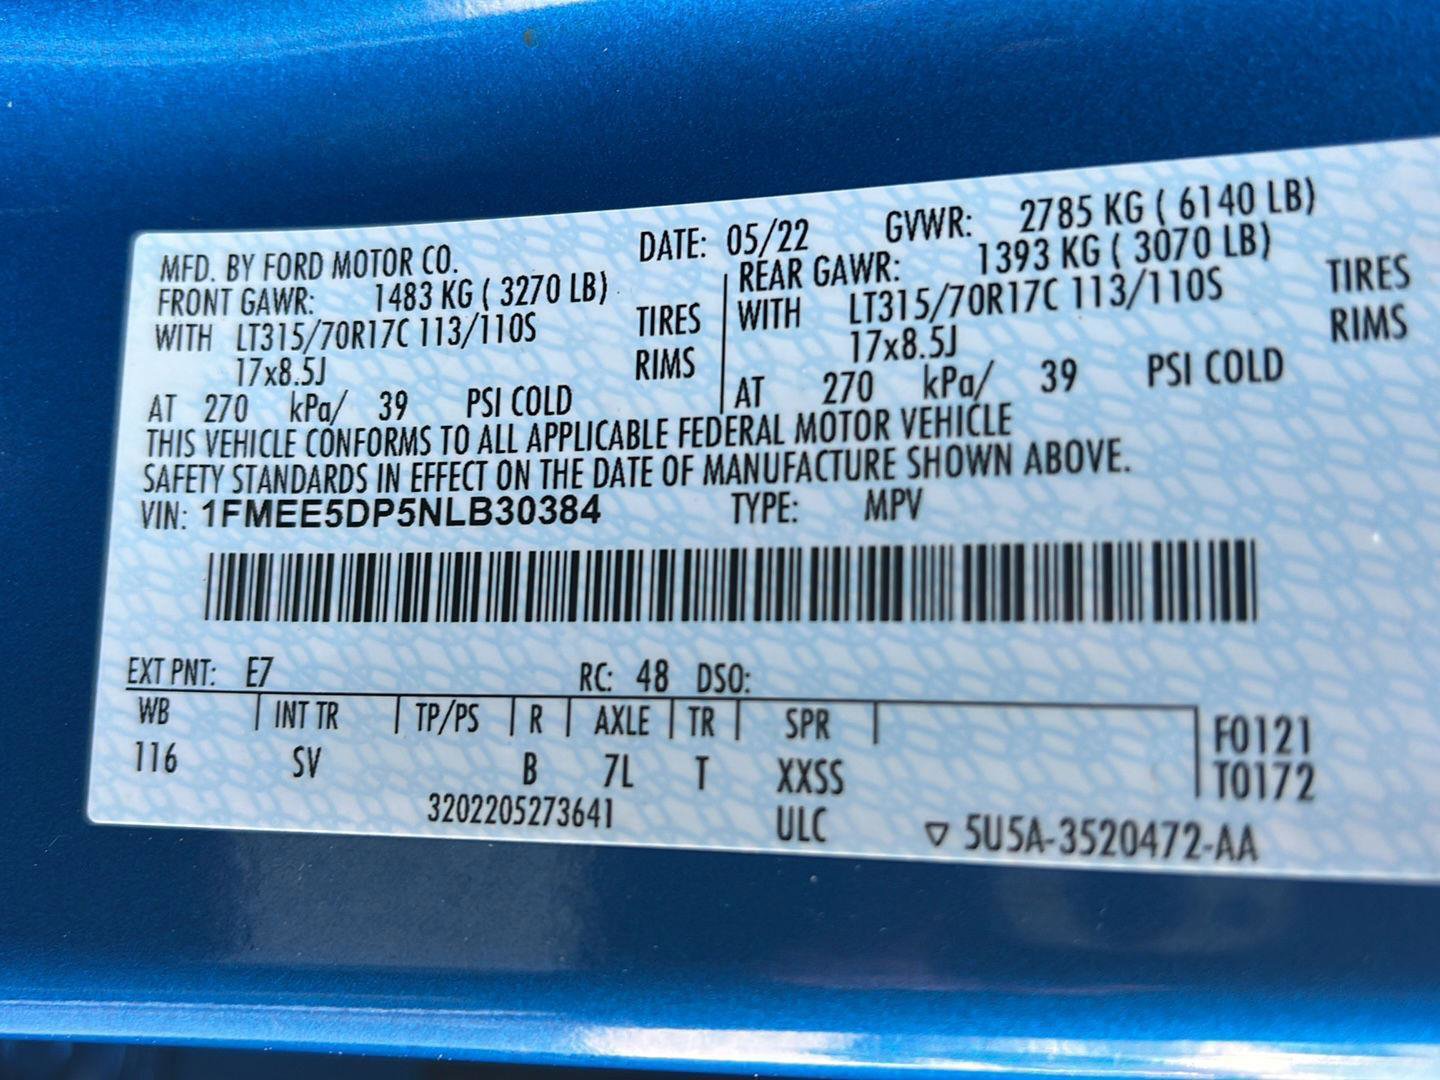 MFD. BY FORD MOTOR CO. DATE: 05/22 GVWR: 2785 KG ( 6140 LB)
FRONT GAWR: 1483 KG ( 3270 LB) REAR GAWR: 1393 KG ( 3070 LB)
WITH LT315/70R17C 113/110S TIRES WITH LT315/70R17C 113/110S TIRES
17x8.5J RIMS 17x8.5J RIMS
AT 270 kPa/ 39 PSI COLD AT 270 kPa/ 39 PSI COLD
THIS VEHICLE CONFORMS TO ALL APPLICABLE FEDERAL MOTOR VEHICLE
SAFETY STANDARDS IN EFFECT ON THE DATE OF MANUFACTURE SHOWN ABOVE.
VIN: 1FMEE5DP5NLB30384 TYPE: MPV
EXT PNT: E7 RC: 48 DSO:
WB INT TR TP/PS R AXLE TR SPR F0121
116 SV B 7L T XXSS T0172
3202205273641 ULC ▽ 5U5A-3520472-AA